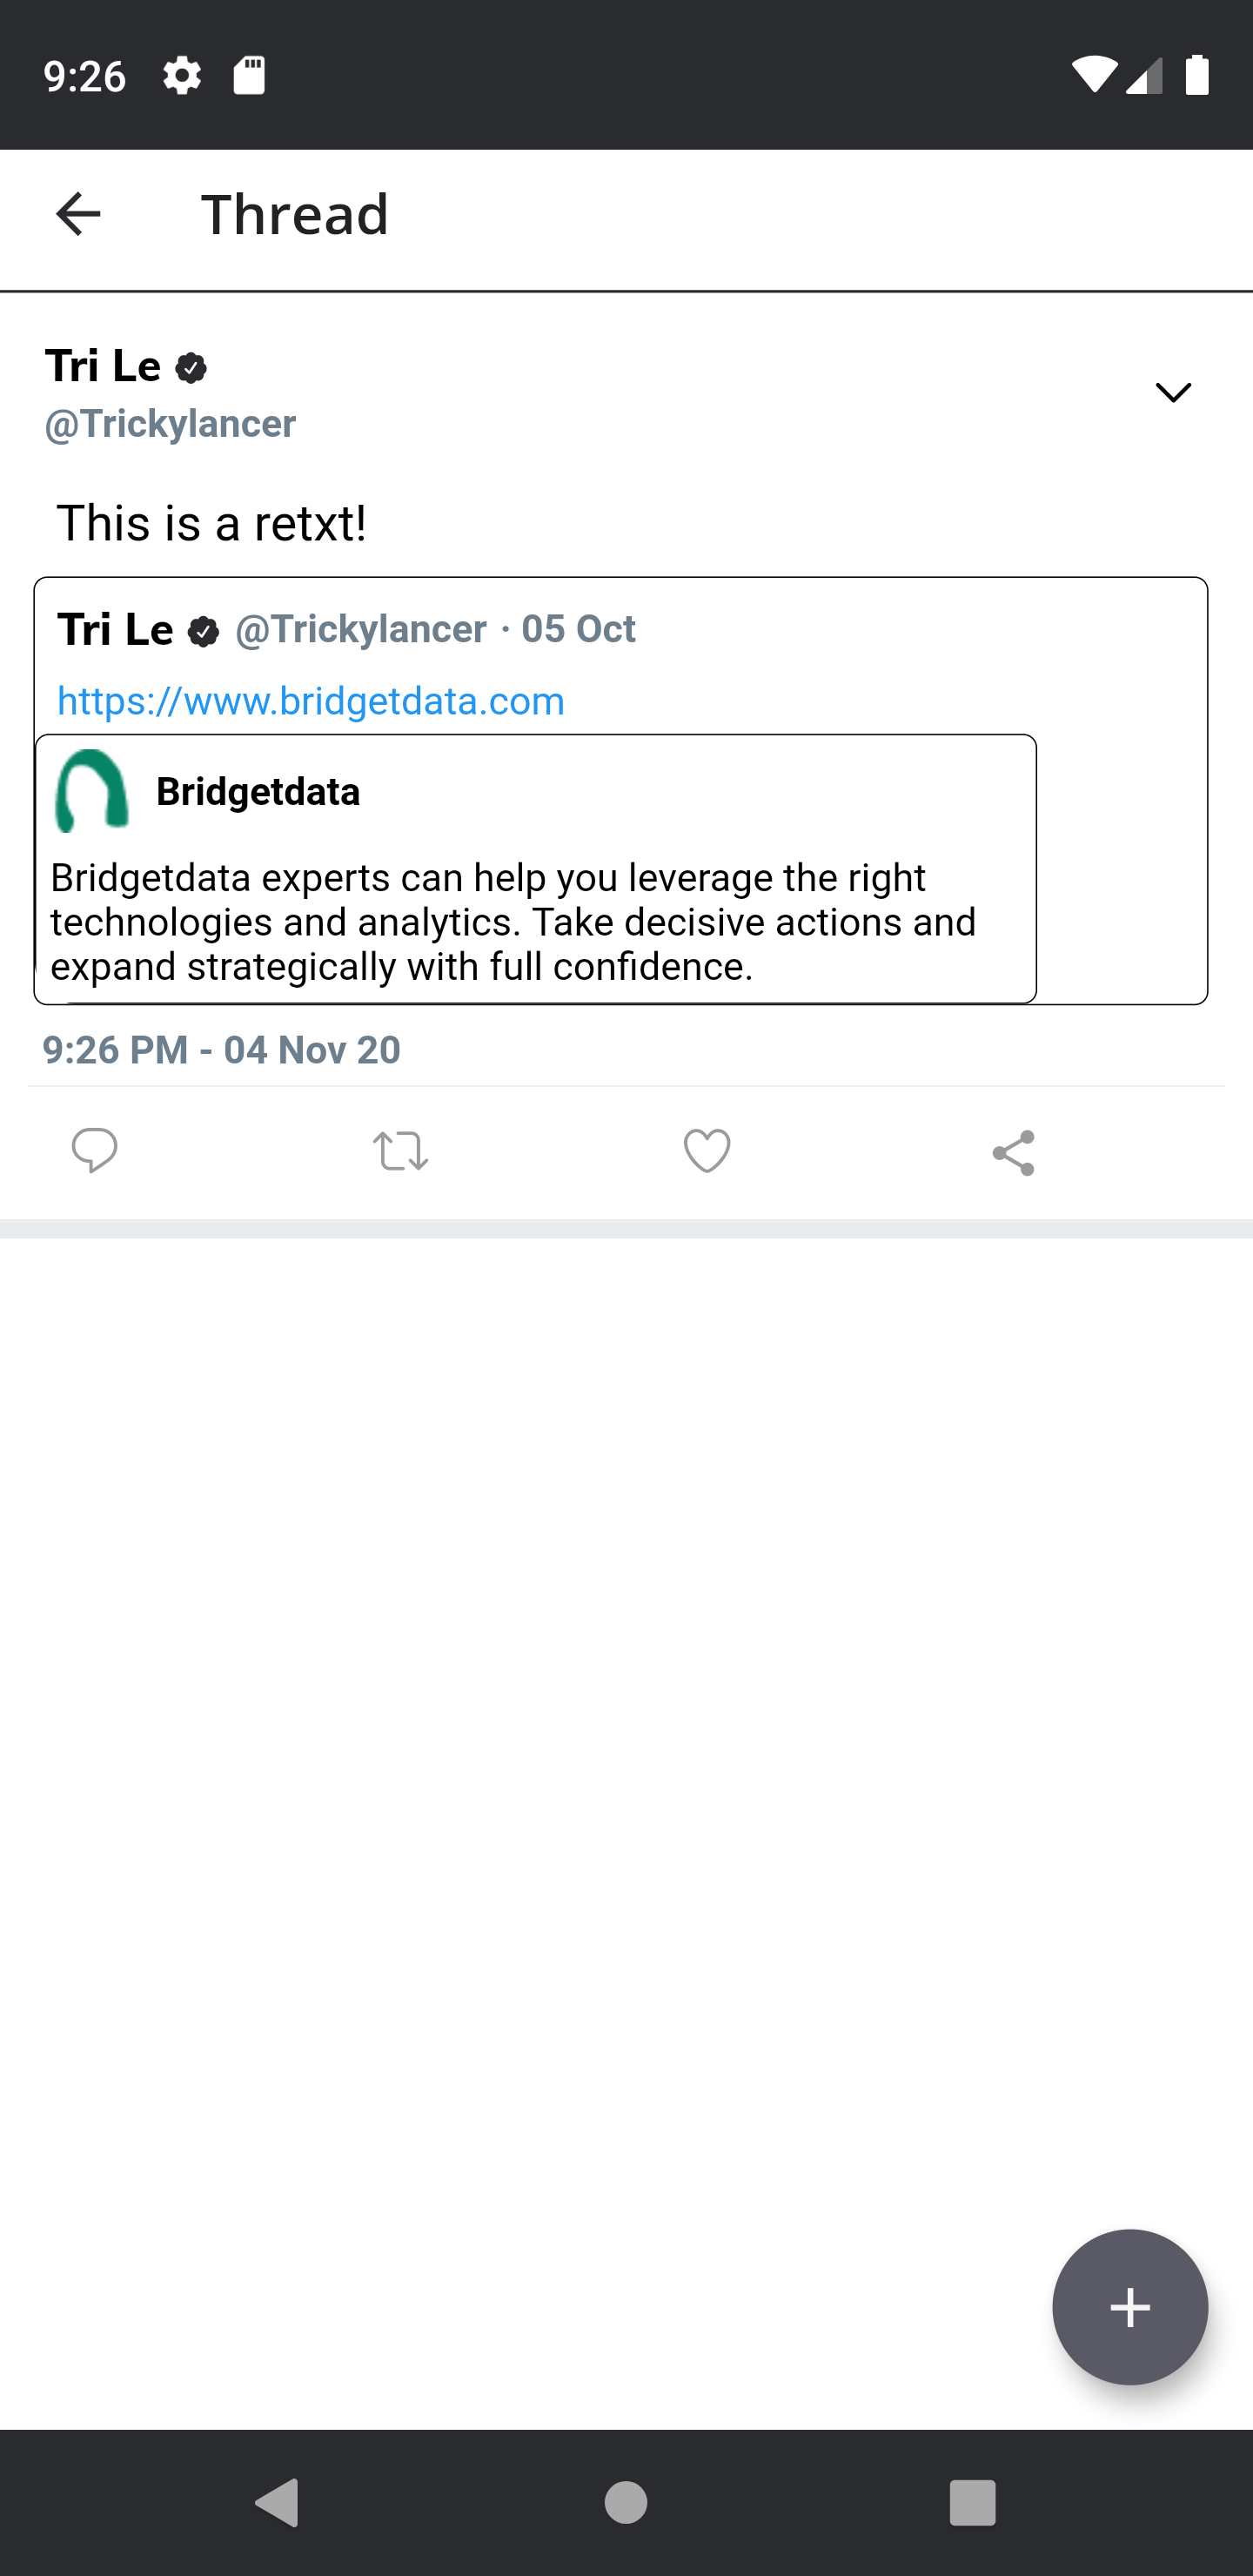 9:26
Thread
Tri Le
@Trickylancer
This is a retxt!
Tri Le @Trickylancer · 05 Oct
https://www.bridgetdata.com
Bridgetdata
Bridgetdata experts can help you leverage the right
technologies and analytics. Take decisive actions and
expand strategically with full confidence.
9:26 PM - 04 Nov 20